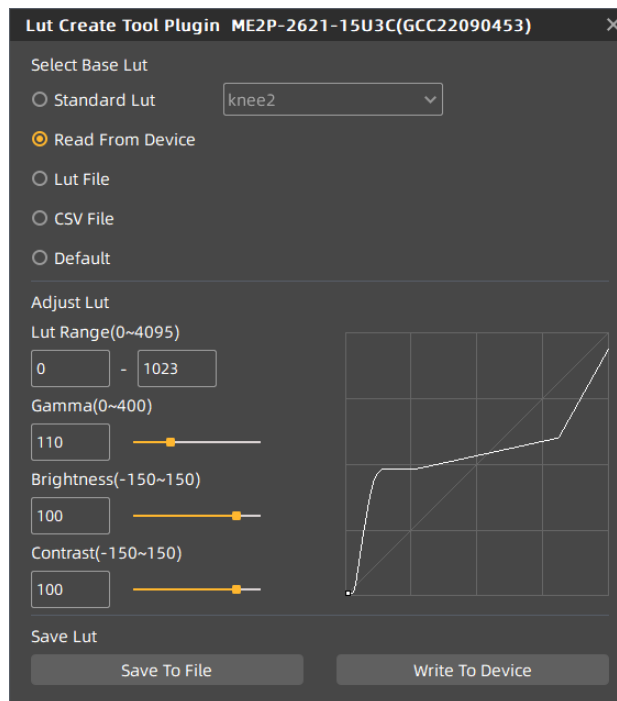 Lut Create Tool Plugin ME2P-2621-15U3C(GCC22090453)
Select Base Lut
Standard Lut knee2
Read From Device
Lut File
CSV File
Default
Adjust Lut
Lut Range(0~4095)
0 - 1023
Gamma(0~400)
110
Brightness(-150~150)
100
Contrast(-150~150)
100
Save Lut
Save To File Write To Device